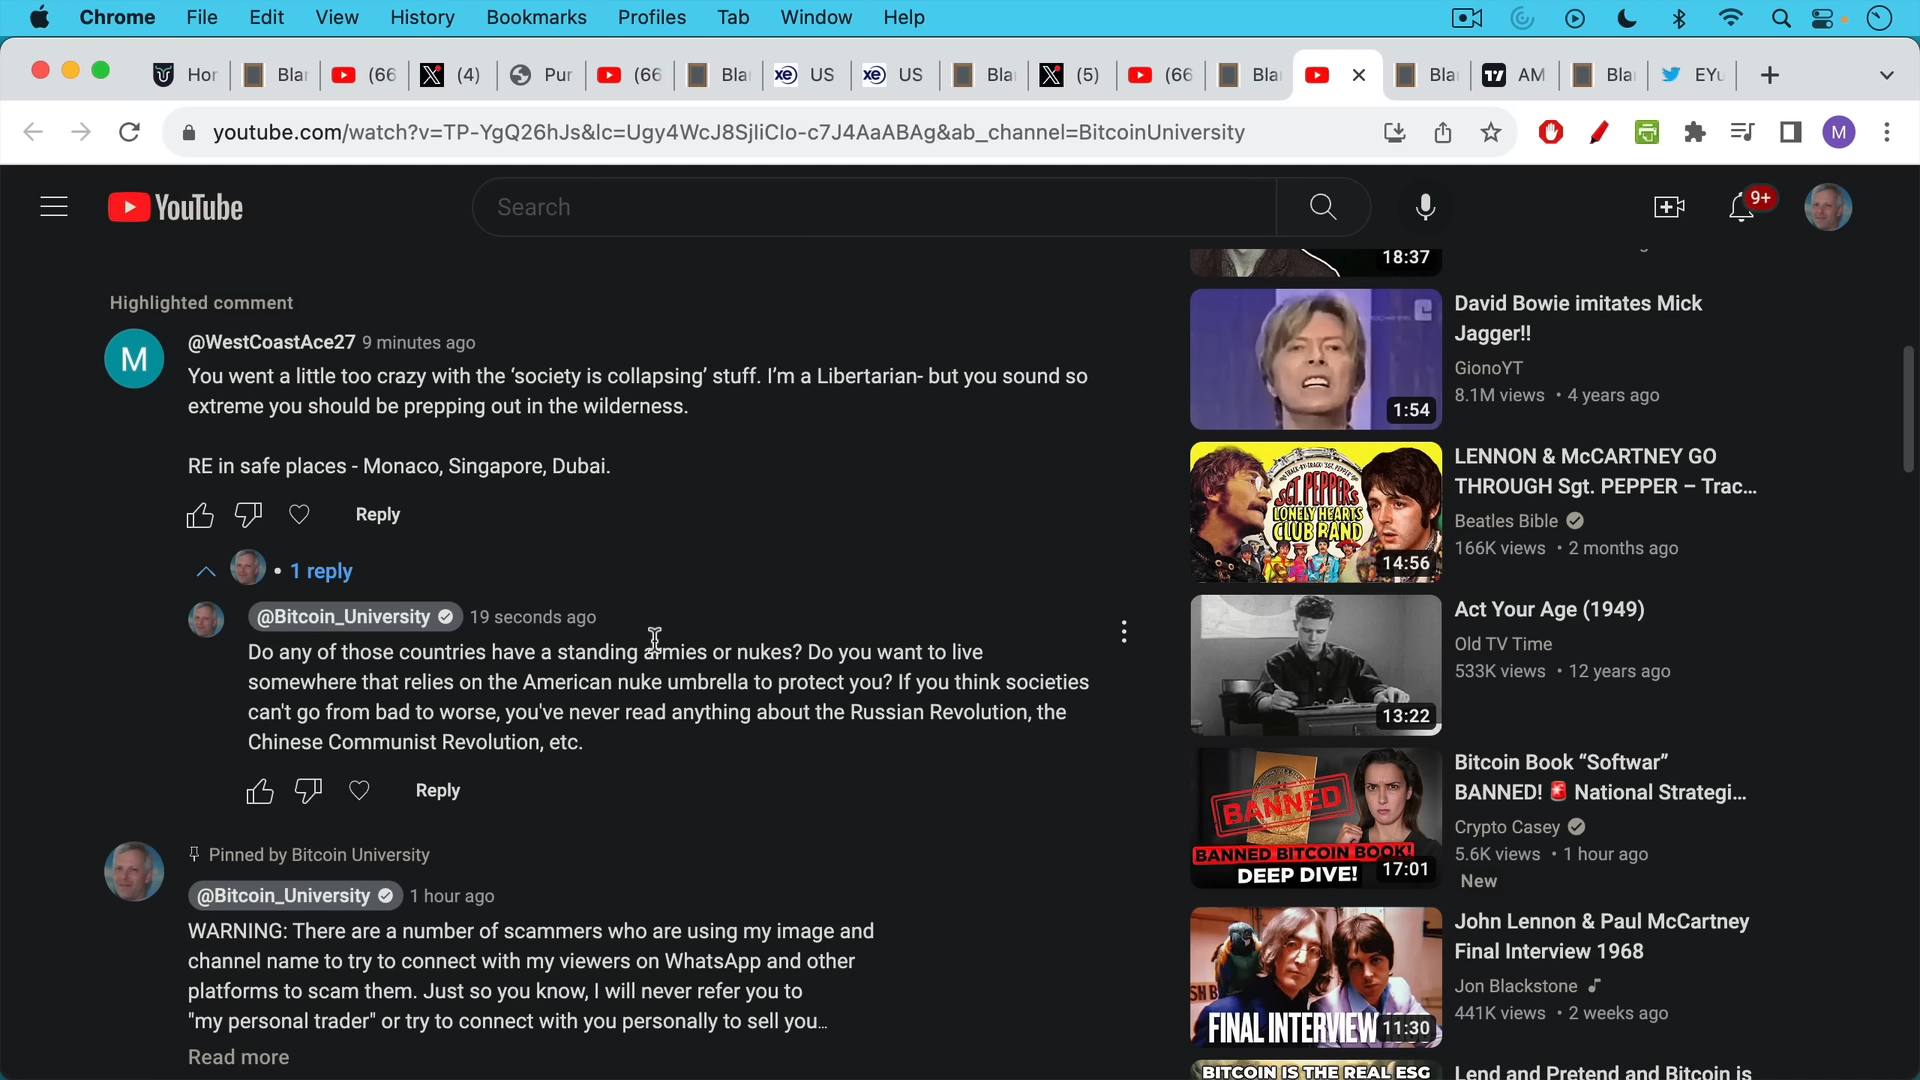 Chrome File Edit View History Bookmarks Profiles Tab Window Help
Hor Blar (66 X (4) Pur (66 Bla xe US xe US Bla X (5) (66 Bla Bla 17 AM Bla EYu
youtube.com/watch?v=TP-YgQ26hJs&lc=Ugy4WcJ8SjIiCIo-c7J4AaABAg&ab_channel=BitcoinUniversity
M
YouTube
Search
9+
Highlighted comment
M
@WestCoastAce27 9 minutes ago
You went a little too crazy with the ‘society is collapsing’ stuff. I’m a Libertarian- but you sound so
extreme you should be prepping out in the wilderness.
RE in safe places - Monaco, Singapore, Dubai.
Reply
• 1 reply
@Bitcoin_University 19 seconds ago
Do any of those countries have a standing armies or nukes? Do you want to live
somewhere that relies on the American nuke umbrella to protect you? If you think societies
can't go from bad to worse, you've never read anything about the Russian Revolution, the
Chinese Communist Revolution, etc.
Reply
Pinned by Bitcoin University
@Bitcoin_University 1 hour ago
WARNING: There are a number of scammers who are using my image and
channel name to try to connect with my viewers on WhatsApp and other
platforms to scam them. Just so you know, I will never refer you to
"my personal trader" or try to connect with you personally to sell you...
Read more
18:37
1:54
David Bowie imitates Mick
Jagger!!
GionoYT
8.1M views • 4 years ago
SGT. PEPPER'S
LONELY HEARTS
CLUB BAND
14:56
LENNON & McCARTNEY GO
THROUGH Sgt. PEPPER – Trac...
Beatles Bible
166K views • 2 months ago
13:22
Act Your Age (1949)
Old TV Time
533K views • 12 years ago
BANNED
BANNED BITCOIN BOOK!
DEEP DIVE!
17:01
Bitcoin Book “Softwar”
BANNED! 🚨 National Strategi...
Crypto Casey
5.6K views • 1 hour ago
New
FINAL INTERVIEW
11:30
John Lennon & Paul McCartney
Final Interview 1968
Jon Blackstone
441K views • 2 weeks ago
BITCOIN IS THE REAL ESG
Lend and Pretend and Bitcoin is